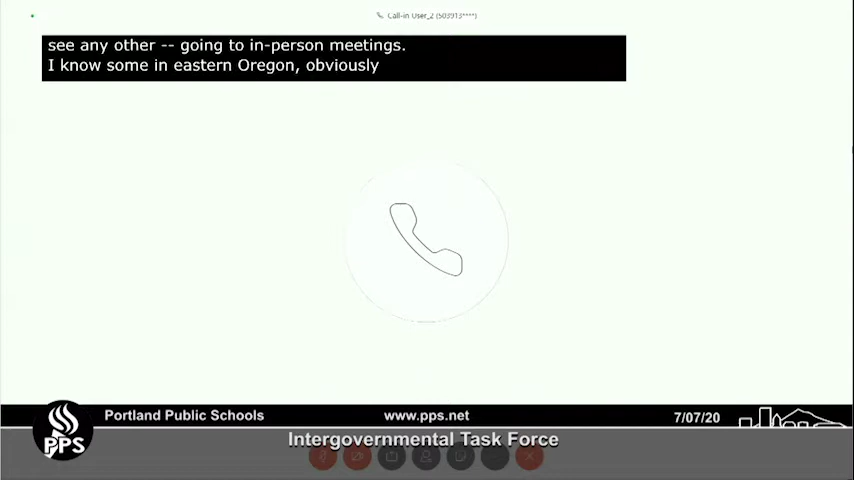 Call-in User_2 (503913****)
see any other -- going to in-person meetings.
I know some in eastern Oregon, obviously
Portland Public Schools
www.pps.net
7/07/20
PPS
Intergovernmental Task Force